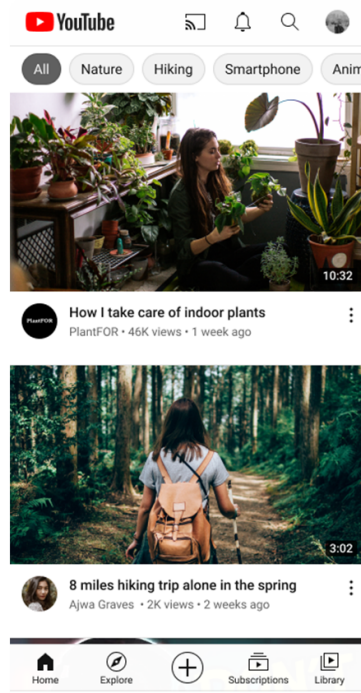 YouTube
All Nature Hiking Smartphone Anim
10:32
PlantFOR
How I take care of indoor plants
PlantFOR • 46K views • 1 week ago
3:02
8 miles hiking trip alone in the spring
Ajwa Graves • 2K views • 2 weeks ago
Home Explore Subscriptions Library